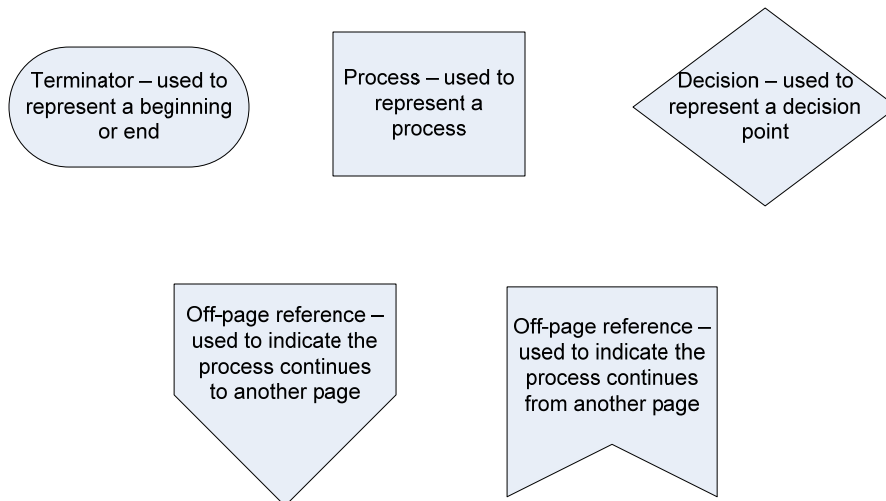 Terminator – used to
represent a beginning
or end
Process – used to
represent a
process
Decision – used to
represent a decision
point
Off-page reference –
used to indicate the
process continues
to another page
Off-page reference –
used to indicate the
process continues
from another page